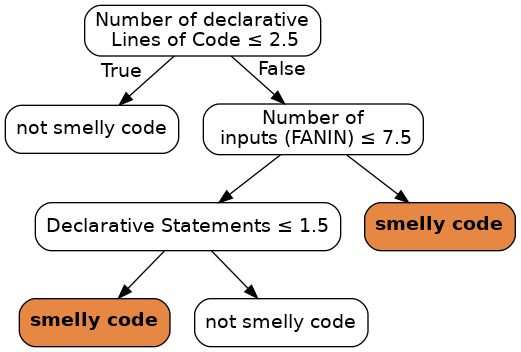 Number of declarative
Lines of Code ≤ 2.5
True
False
not smelly code
Number of
inputs (FANIN) ≤ 7.5
Declarative Statements ≤ 1.5
smelly code
smelly code
not smelly code